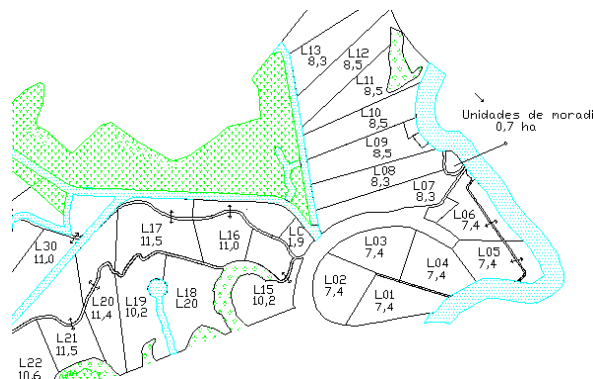 L13
8,3
L12
8,5
L11
8,5
L10
8,5
L09
8,5
L08
8,3
L07
8,3
Unidades de moradi
0,7 ha
L06
7,4
L05
7,4
L04
7,4
L03
7,4
L02
7,4
L01
7,4
LC
1,9
L16
11,0
L17
11,5
L15
10,2
L18
L20
L19
10,2
L20
11,4
L21
11,5
L22
10,6
L30
11,0